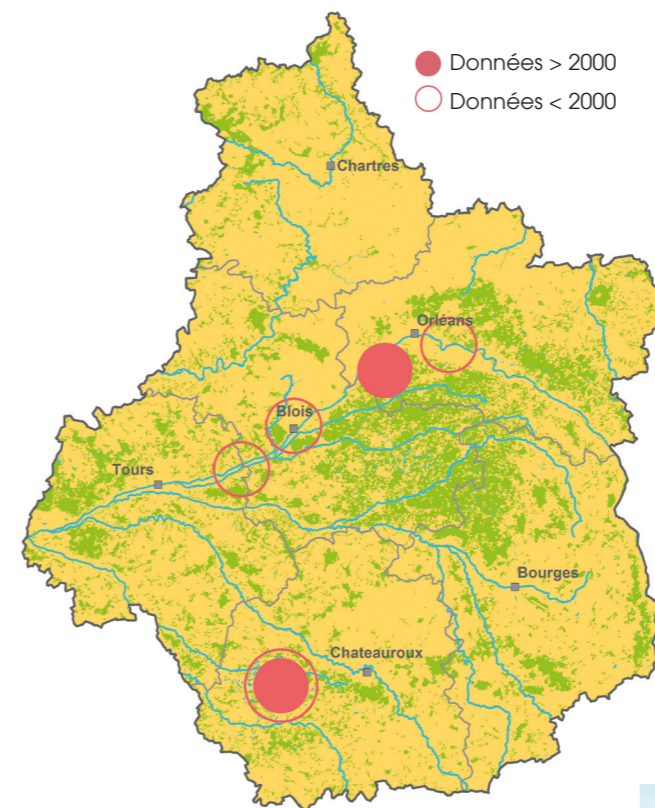 Données > 2000
Données < 2000
Chartres
Orléans
Blois
Tours
Bourges
Chateauroux